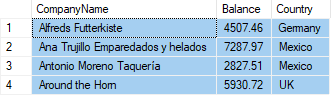 CompanyName Balance Country
1 Alfreds Futterkiste 4507.46 Germany
2 Ana Trujillo Emparedados y helados 7287.97 Mexico
3 Antonio Moreno Taquería 2827.51 Mexico
4 Around the Horn 5930.72 UK